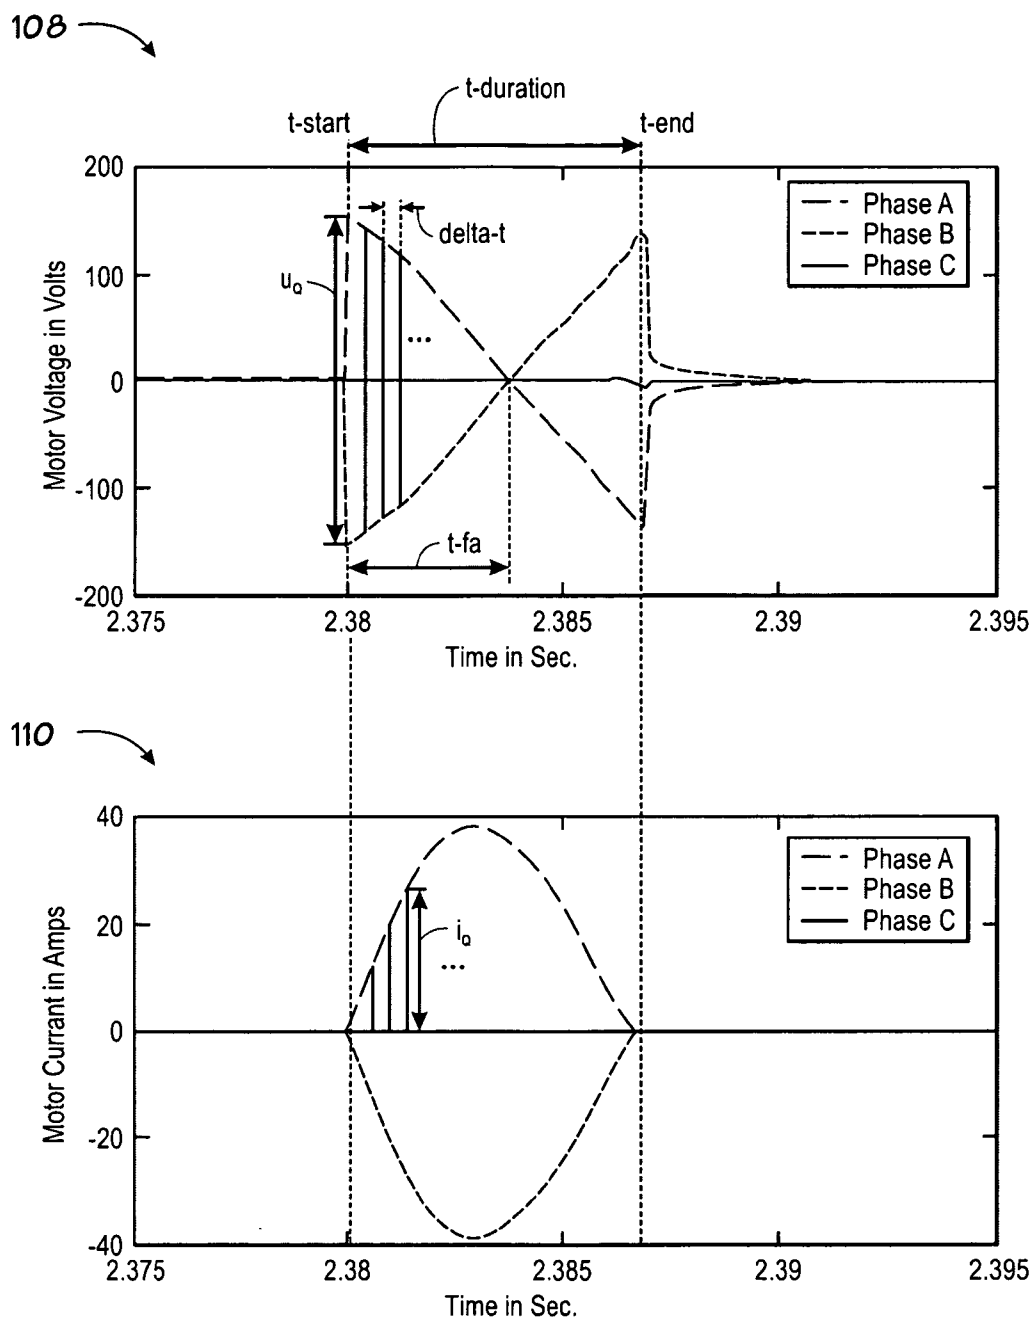 108
t-duration
t-start
t-end
200
100
0
-100
-200
Motor Voltage in Volts
u_Q
delta-t
...
t-fa
Phase A
Phase B
Phase C
2.375
2.38
2.385
2.39
2.395
Time in Sec.
110
40
20
0
-20
-40
Motor Currant in Amps
i_Q
...
Phase A
Phase B
Phase C
2.375
2.38
2.385
2.39
2.395
Time in Sec.